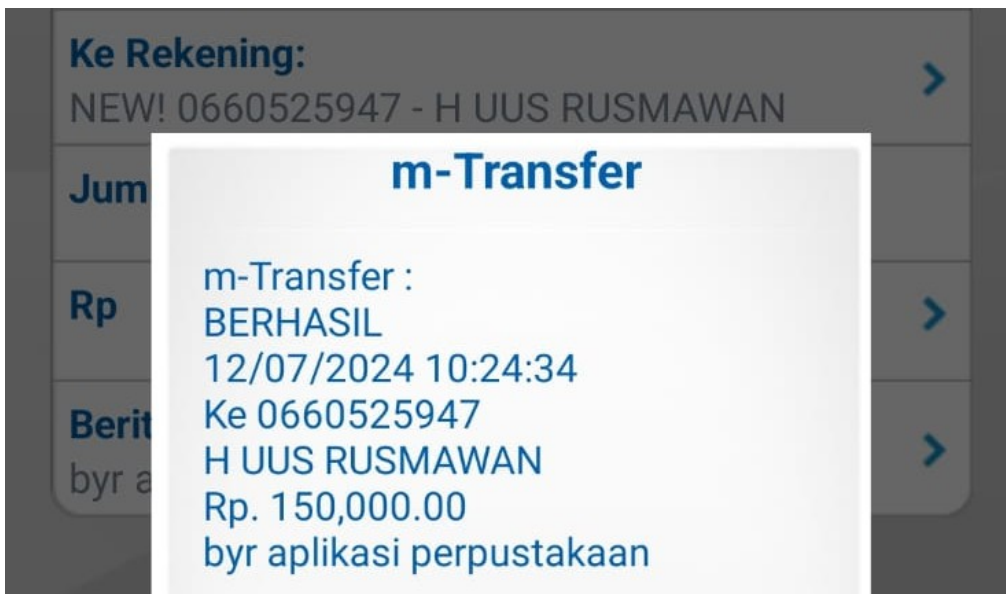 Ke Rekening:
NEW! 0660525947 - H UUS RUSMAWAN
m-Transfer
Jum
m-Transfer :
BERHASIL
Rp
12/07/2024 10:24:34
Ke 0660525947
Berit
H UUS RUSMAWAN
byr a
Rp. 150,000.00
byr aplikasi perpustakaan